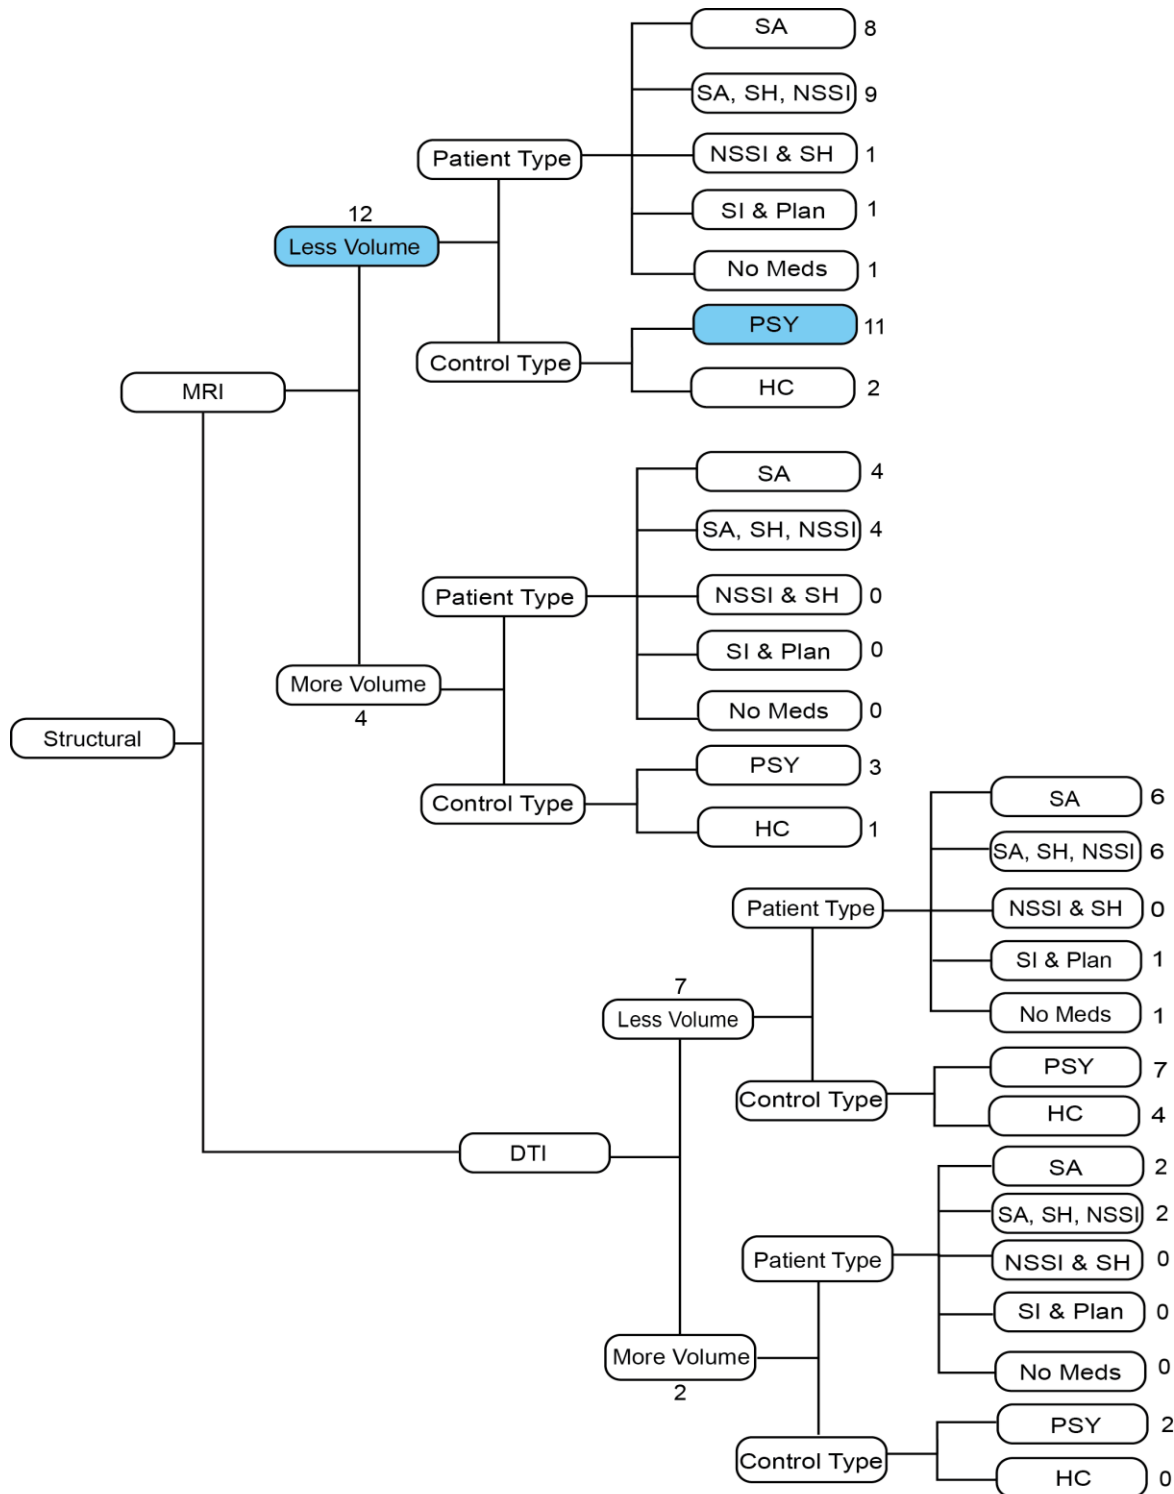 SA 8
SA, SH, NSSI 9
Patient Type
NSSI & SH 1
12
SI & Plan 1
Less Volume
No Meds 1
PSY 11
Control Type
MRI
HC 2
SA 4
SA, SH, NSSI 4
Patient Type
NSSI & SH 0
SI & Plan 0
More Volume
4
No Meds 0
Structural
PSY 3
Control Type
HC 1
SA 6
SA, SH, NSSI 6
Patient Type
NSSI & SH 0
SI & Plan 1
7
Less Volume
No Meds 1
PSY 7
Control Type
HC 4
DTI
SA 2
SA, SH, NSSI 2
Patient Type
NSSI & SH 0
SI & Plan 0
More Volume
2
No Meds 0
PSY 2
Control Type
HC 0